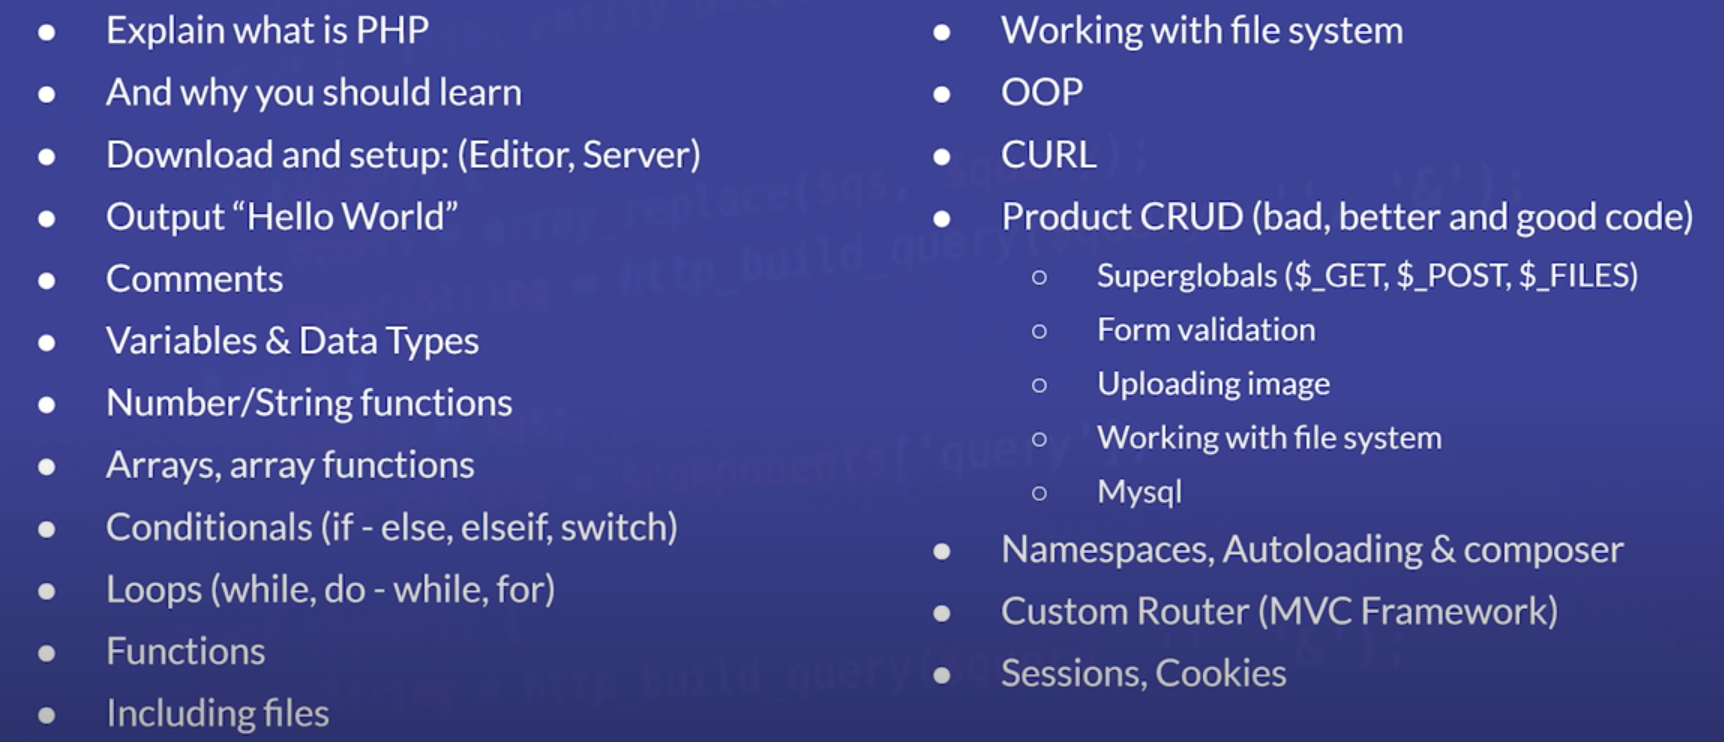 Explain what is PHP
And why you should learn
Download and setup: (Editor, Server)
Output “Hello World”
Comments
Variables & Data Types
Number/String functions
Arrays, array functions
Conditionals (if - else, elseif, switch)
Loops (while, do - while, for)
Functions
Including files
Working with file system
OOP
CURL
Product CRUD (bad, better and good code)
Superglobals ($_GET, $_POST, $_FILES)
Form validation
Uploading image
Working with file system
Mysql
Namespaces, Autoloading & composer
Custom Router (MVC Framework)
Sessions, Cookies